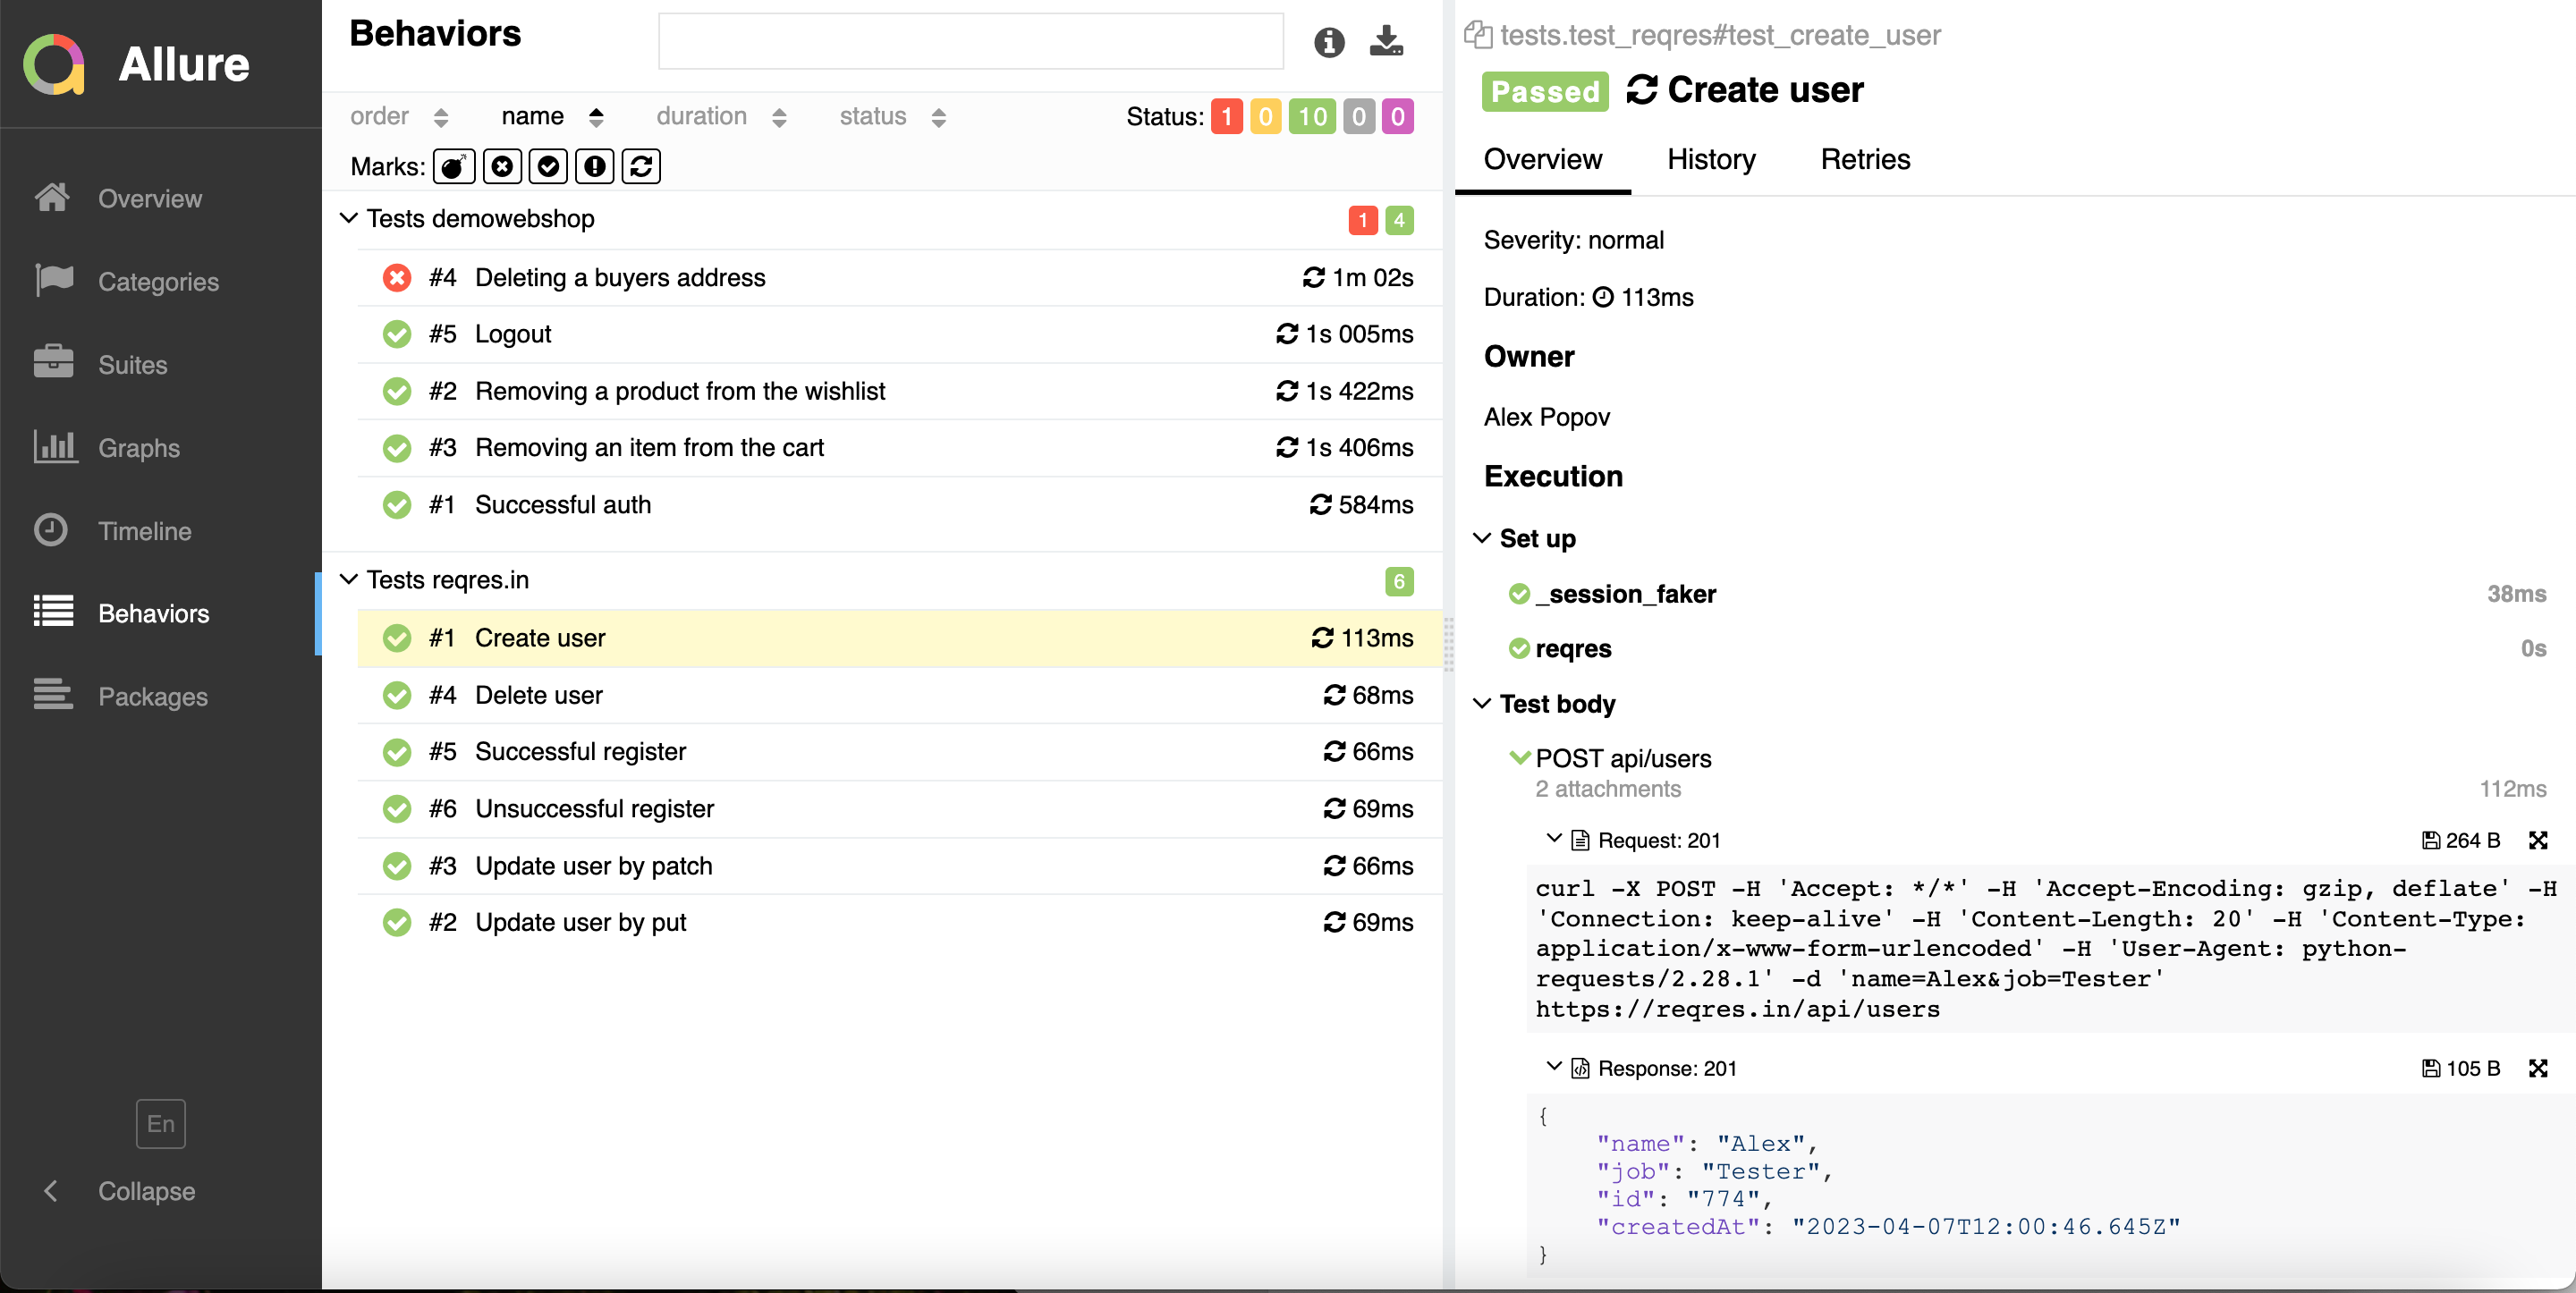 Allure
Overview
Categories
Suites
Graphs
Timeline
Behaviors
Packages
En
Collapse
Behaviors
order name duration status Status: 1 0 10 0 0
Marks:
Tests demowebshop 1 4
#4 Deleting a buyers address 1m 02s
#5 Logout 1s 005ms
#2 Removing a product from the wishlist 1s 422ms
#3 Removing an item from the cart 1s 406ms
#1 Successful auth 584ms
Tests reqres.in 6
#1 Create user 113ms
#4 Delete user 68ms
#5 Successful register 66ms
#6 Unsuccessful register 69ms
#3 Update user by patch 66ms
#2 Update user by put 69ms
tests.test_reqres#test_create_user
Passed Create user
Overview History Retries
Severity: normal
Duration: 113ms
Owner
Alex Popov
Execution
Set up
_session_faker 38ms
reqres 0s
Test body
POST api/users
2 attachments 112ms
Request: 201 264 B
curl -X POST -H 'Accept: */*' -H 'Accept-Encoding: gzip, deflate' -H
'Connection: keep-alive' -H 'Content-Length: 20' -H 'Content-Type:
application/x-www-form-urlencoded' -H 'User-Agent: python-
requests/2.28.1' -d 'name=Alex&job=Tester'
https://reqres.in/api/users
Response: 201 105 B
{
"name": "Alex",
"job": "Tester",
"id": "774",
"createdAt": "2023-04-07T12:00:46.645Z"
}